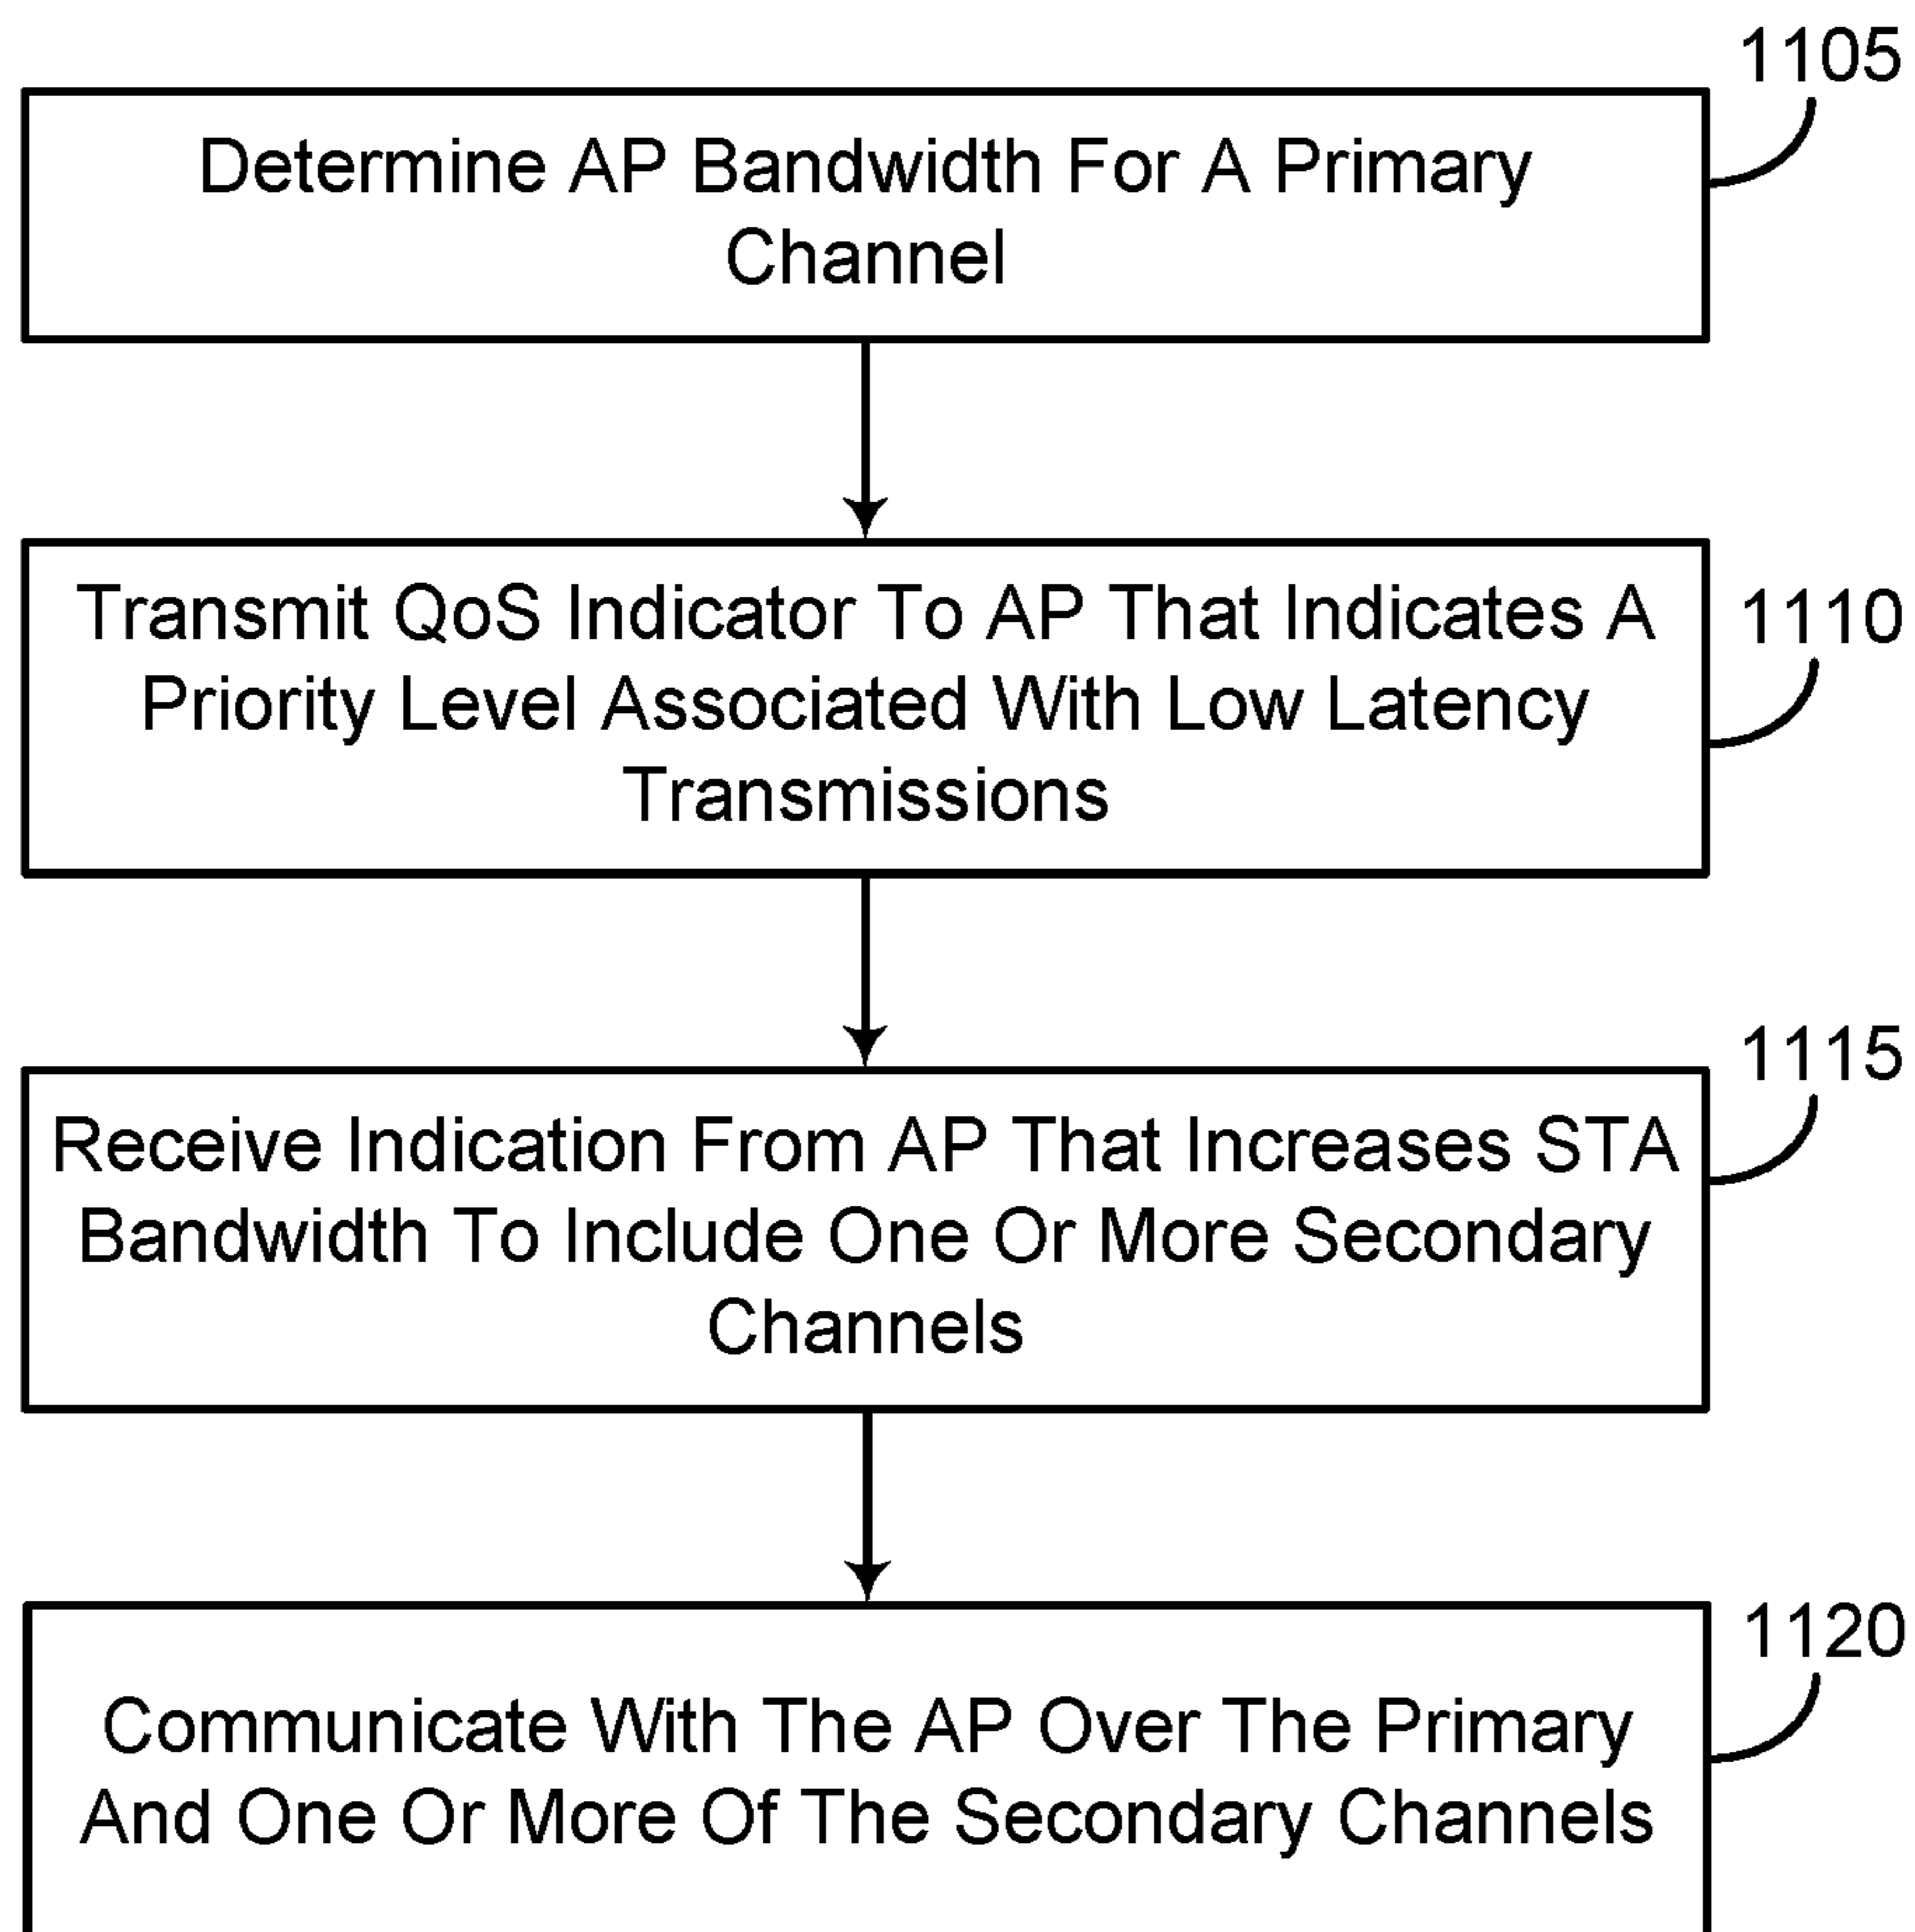 1105
Determine AP Bandwidth For A Primary
Channel
Transmit QoS Indicator To AP That Indicates A
Priority Level Associated With Low Latency
Transmissions
1110
1115
Receive Indication From AP That Increases STA
Bandwidth To Include One Or More Secondary
Channels
1120
Communicate With The AP Over The Primary
And One Or More Of The Secondary Channels